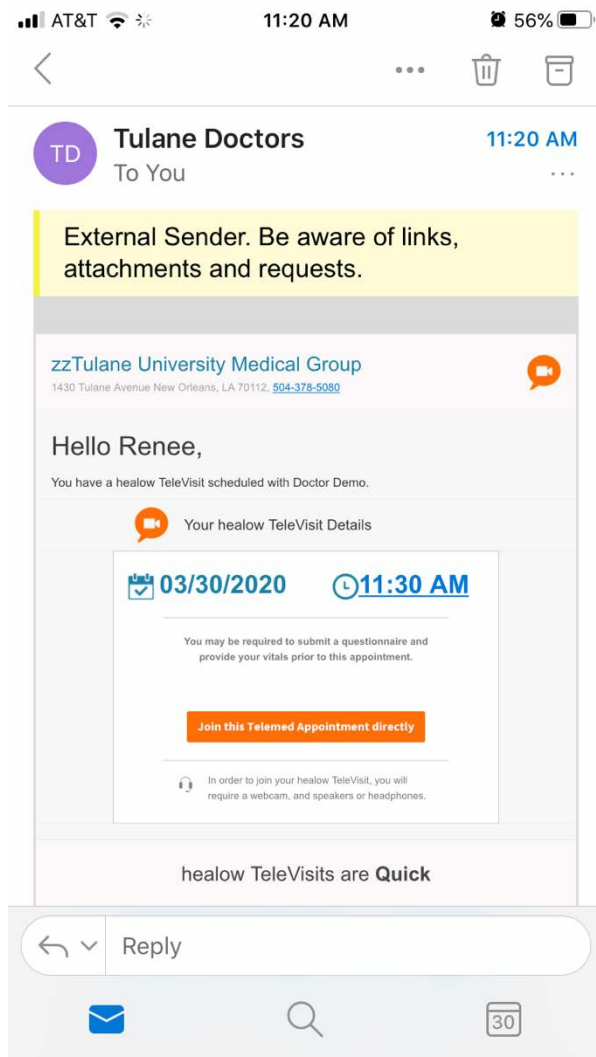 AT&T 11:20 AM 56%
TD Tulane Doctors 11:20 AM
To You
External Sender. Be aware of links,
attachments and requests.
zzTulane University Medical Group
1430 Tulane Avenue New Orleans, LA 70112, 504-378-5080
Hello Renee,
You have a healow TeleVisit scheduled with Doctor Demo.
Your healow TeleVisit Details
03/30/2020 11:30 AM
You may be required to submit a questionnaire and
provide your vitals prior to this appointment.
Join this Telemed Appointment directly
In order to join your healow TeleVisit, you will
require a webcam, and speakers or headphones.
healow TeleVisits are Quick
Reply
30